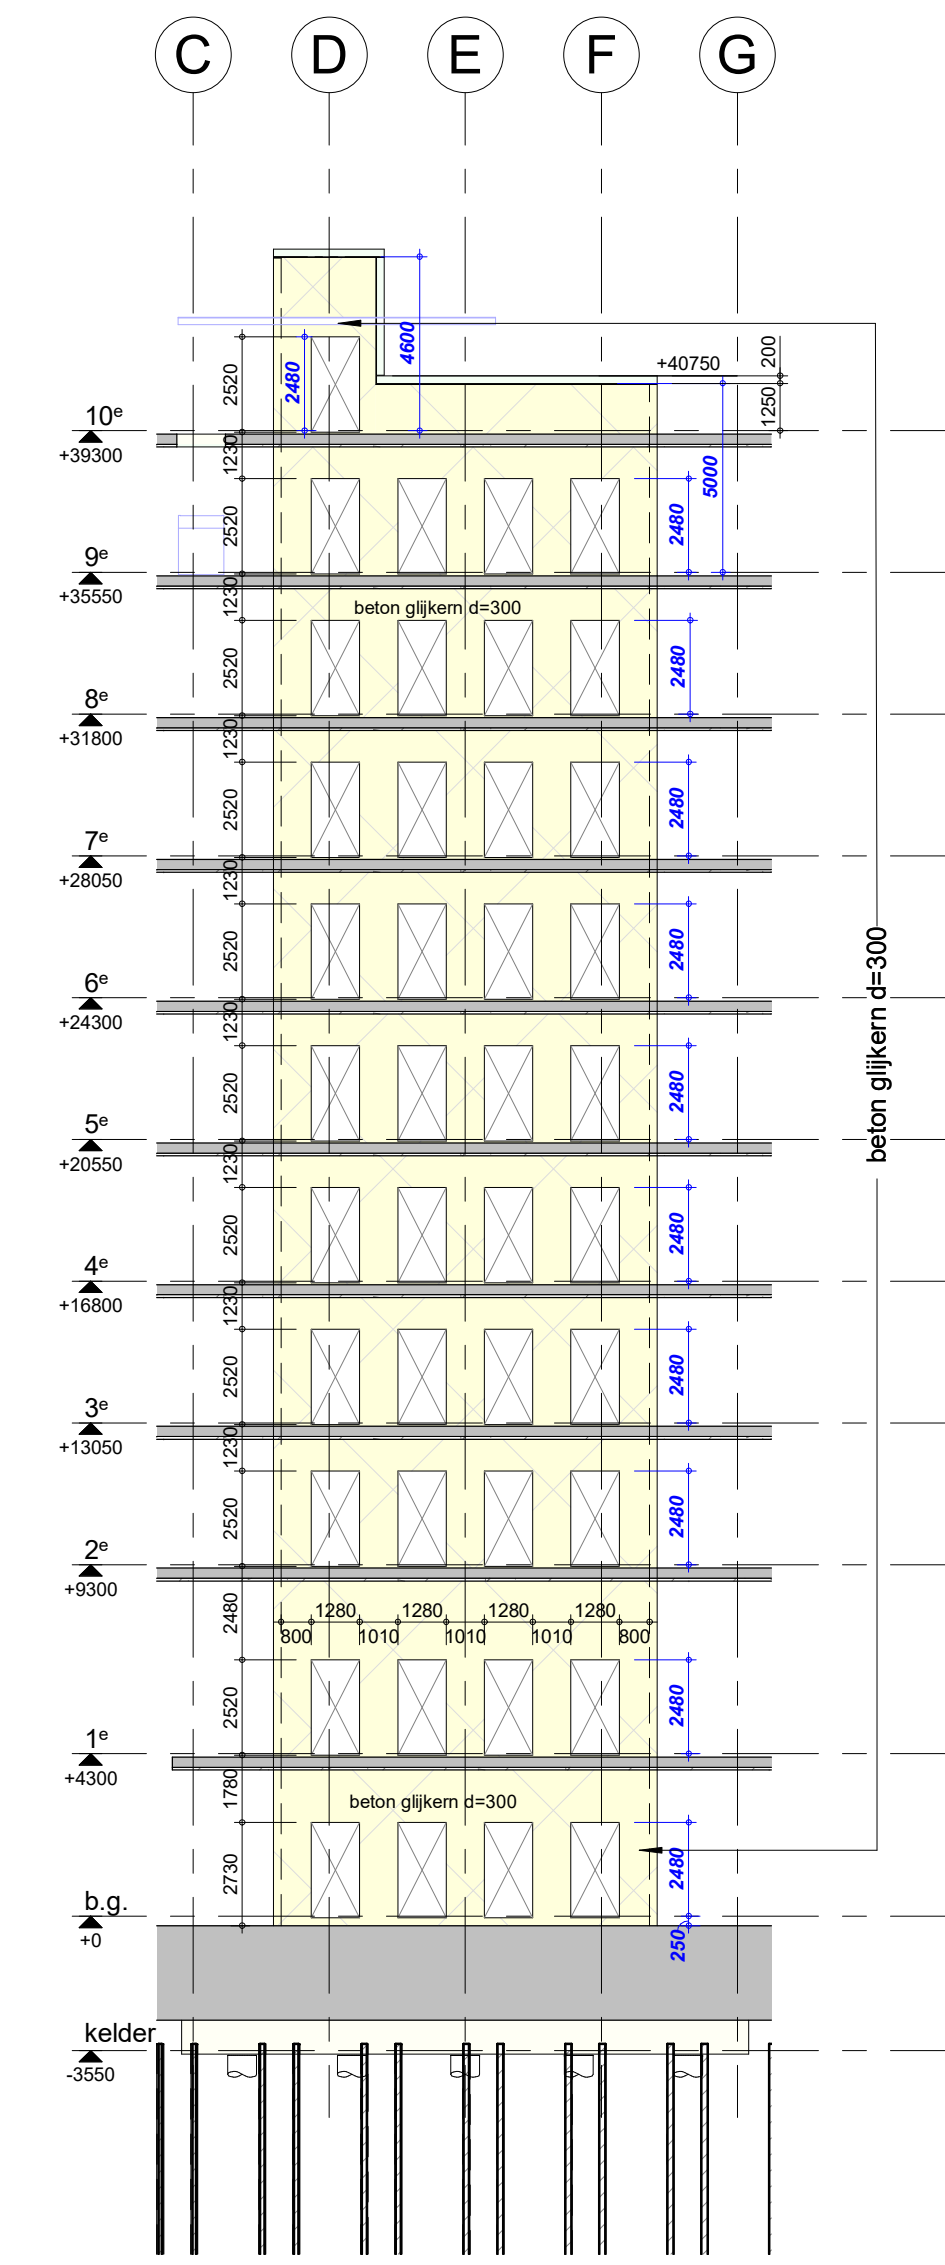 C D E F G
4600
+40750
200
1250
2520
2480
10e
+39300
1230
5000
2520
2480
9e
+35550
1230
beton glijkern d=300
2520
2480
8e
+31800
1230
2520
2480
7e
+28050
1230
2520
2480
6e
+24300
1230
beton glijkern d=300
2520
2480
5e
+20550
1230
2520
2480
4e
+16800
1230
2520
2480
3e
+13050
1230
2520
2480
2e
+9300
2480
1280 1280 1280 1280
800 1010 1010 1010 800
2520
2480
1e
+4300
1780
beton glijkern d=300
2730
2480
b.g.
+0
250
kelder
-3550